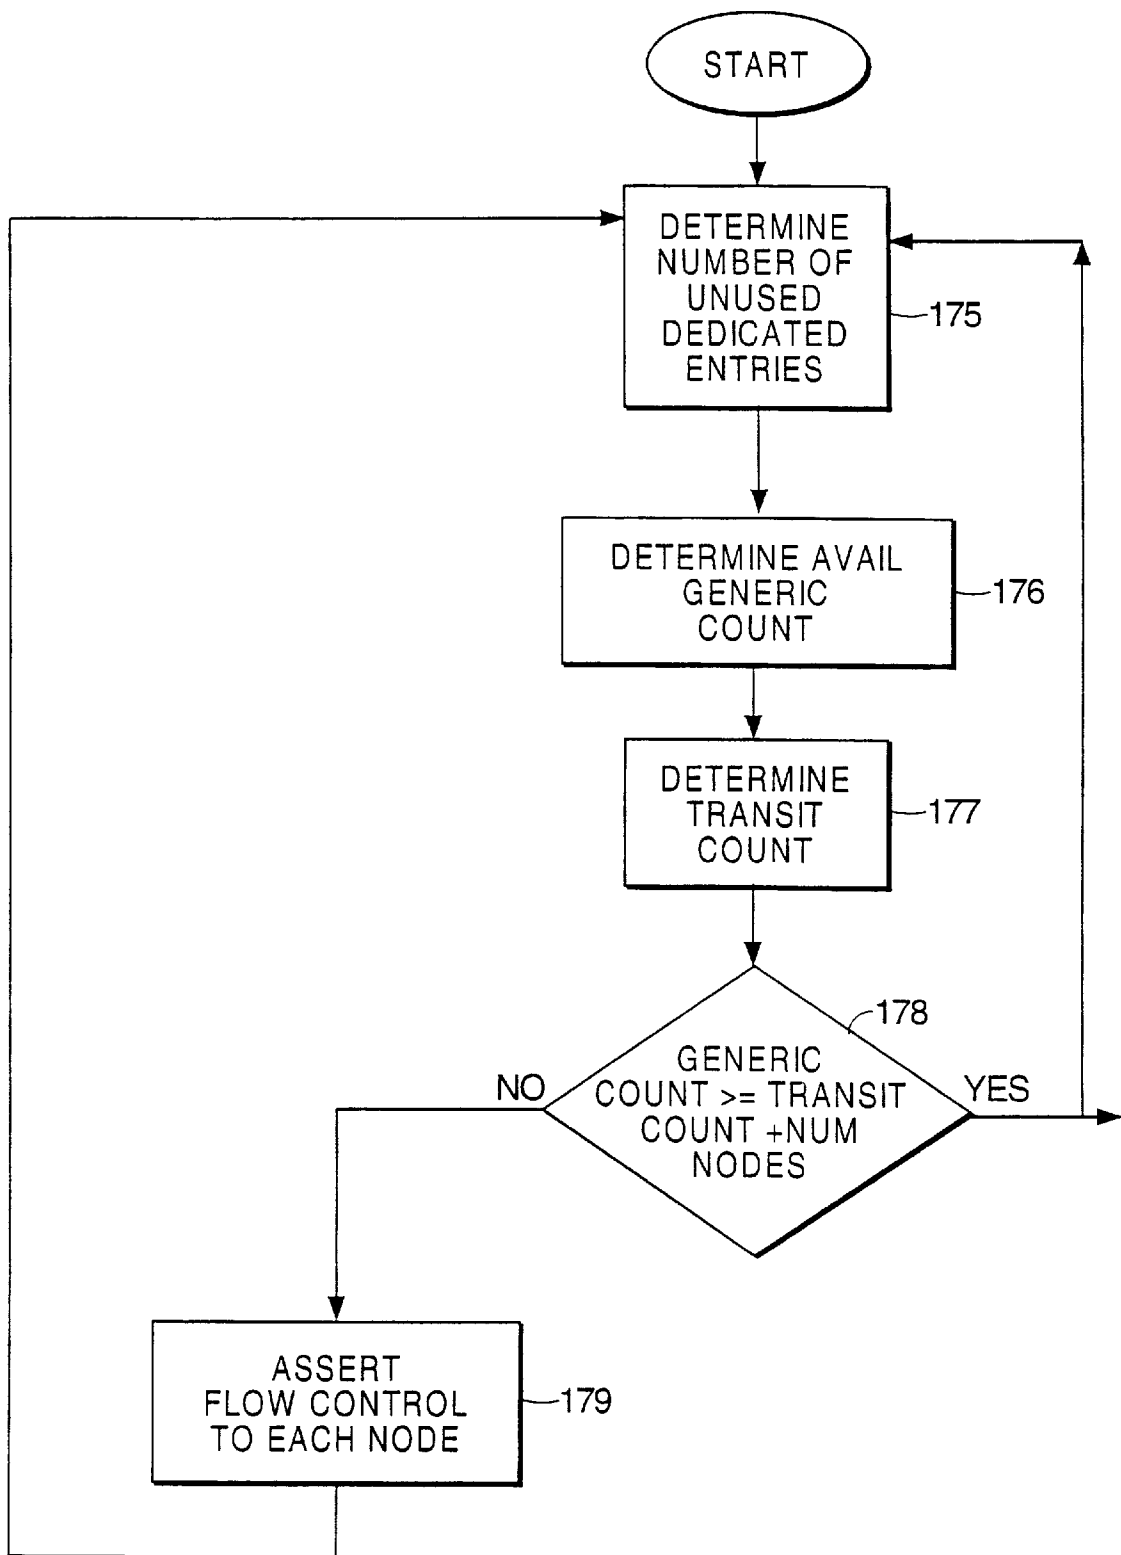 START
DETERMINE
NUMBER OF
UNUSED
DEDICATED
ENTRIES
175
DETERMINE AVAIL
GENERIC
COUNT
176
DETERMINE
TRANSIT
COUNT
177
178
GENERIC
COUNT >= TRANSIT
COUNT +NUM
NODES
NO
YES
ASSERT
FLOW CONTROL
TO EACH NODE
179